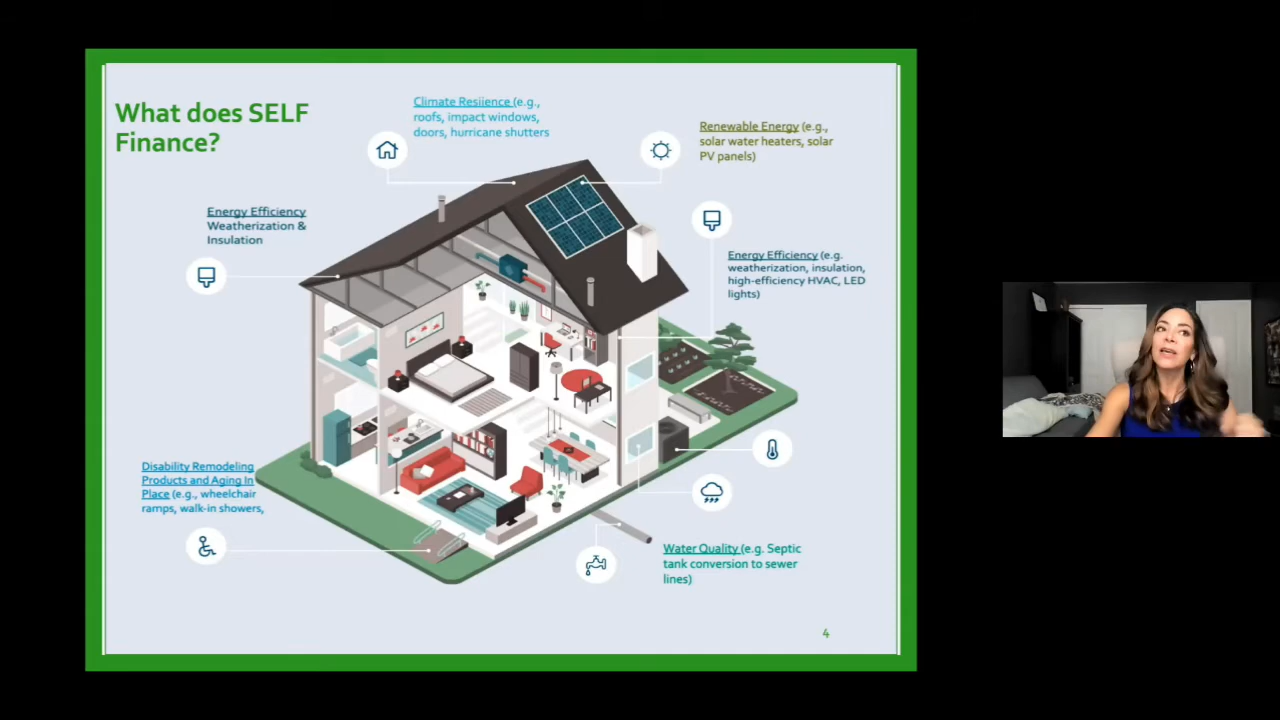 What does SELF
Finance?
Climate Resiience (e.g.,
roofs, impact windows,
doors, hurricane shutters
Renewable Energy (e.g.,
solar water heaters, solar
PV panels)
Energy Efficiency
Weatherization &
Insulation
Energy Efficiency (e.g.
weatherization, insulation,
high-efficiency HVAC, LED
lights)
Disability Remodeling
Products and Aging In
Place (e.g., wheelchair
ramps, walk-in showers,
Water Quality (e.g. Septic
tank conversion to sewer
lines)
4